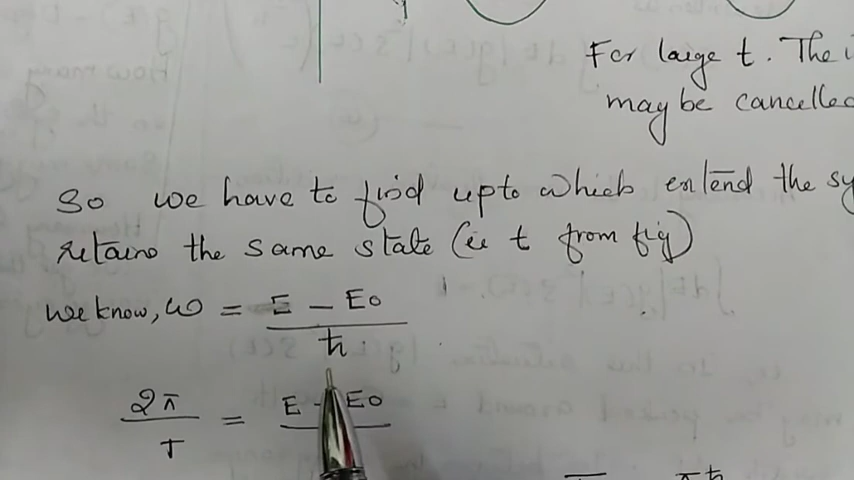 For large t. The i
may be cancelled
So we have to find upto which extend the sy
retains the same state (ie t from fig)
We know, ω = E - E₀ / ħ
2π / T = E - E₀
πħ